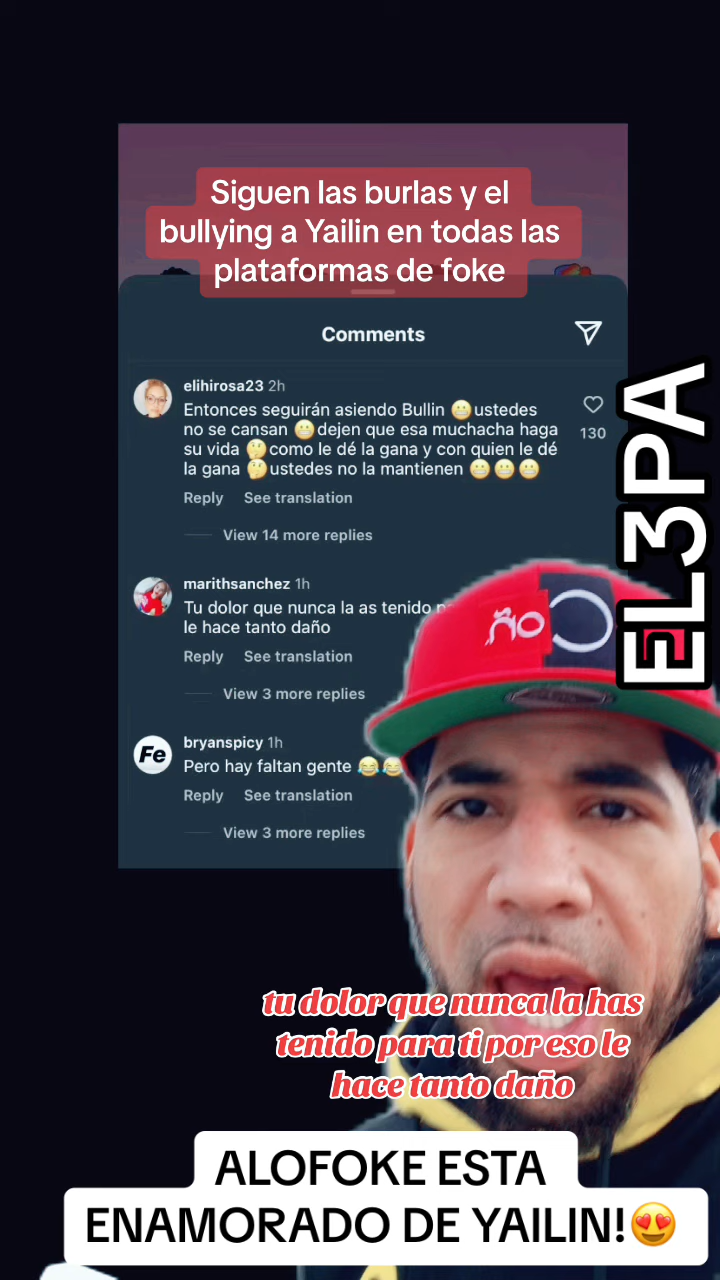 Siguen las burlas y el
bullying a Yailin en todas las
plataformas de foke
Comments
elihirosa23 2h
Entonces seguirán asiendo Bullin 😬ustedes
no se cansan 😬dejen que esa muchacha haga
su vida 🤔como le dé la gana y con quien le dé
la gana 🤔ustedes no la mantienen 😬😬😬
130
Reply See translation
View 14 more replies
marithsanchez 1h
Tu dolor que nunca la as tenido
le hace tanto daño
Reply See translation
View 3 more replies
Fe
bryanspicy 1h
Pero hay faltan gente 😂😂
Reply See translation
View 3 more replies
EL3PA
ño
tu dolor que nunca la has
tenido para ti por eso le
hace tanto daño
ALOFOKE ESTA
ENAMORADO DE YAILIN!😍